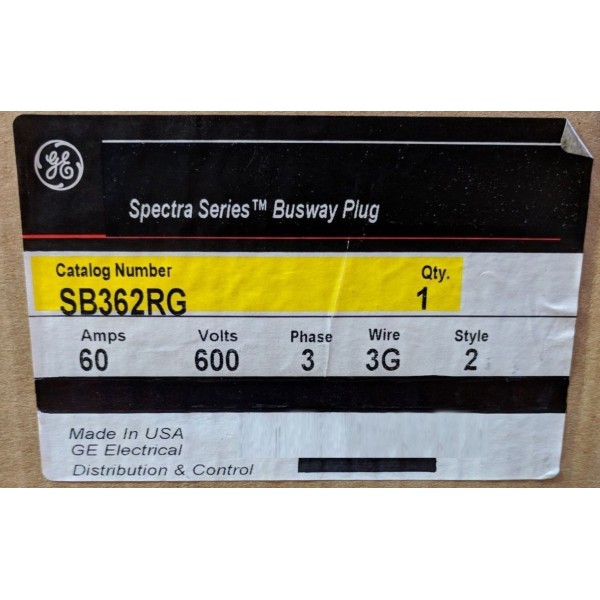 GE
Spectra Series™ Busway Plug
Catalog Number Qty.
SB362RG 1
Amps Volts Phase Wire Style
60 600 3 3G 2
Made In USA
GE Electrical
Distribution & Control